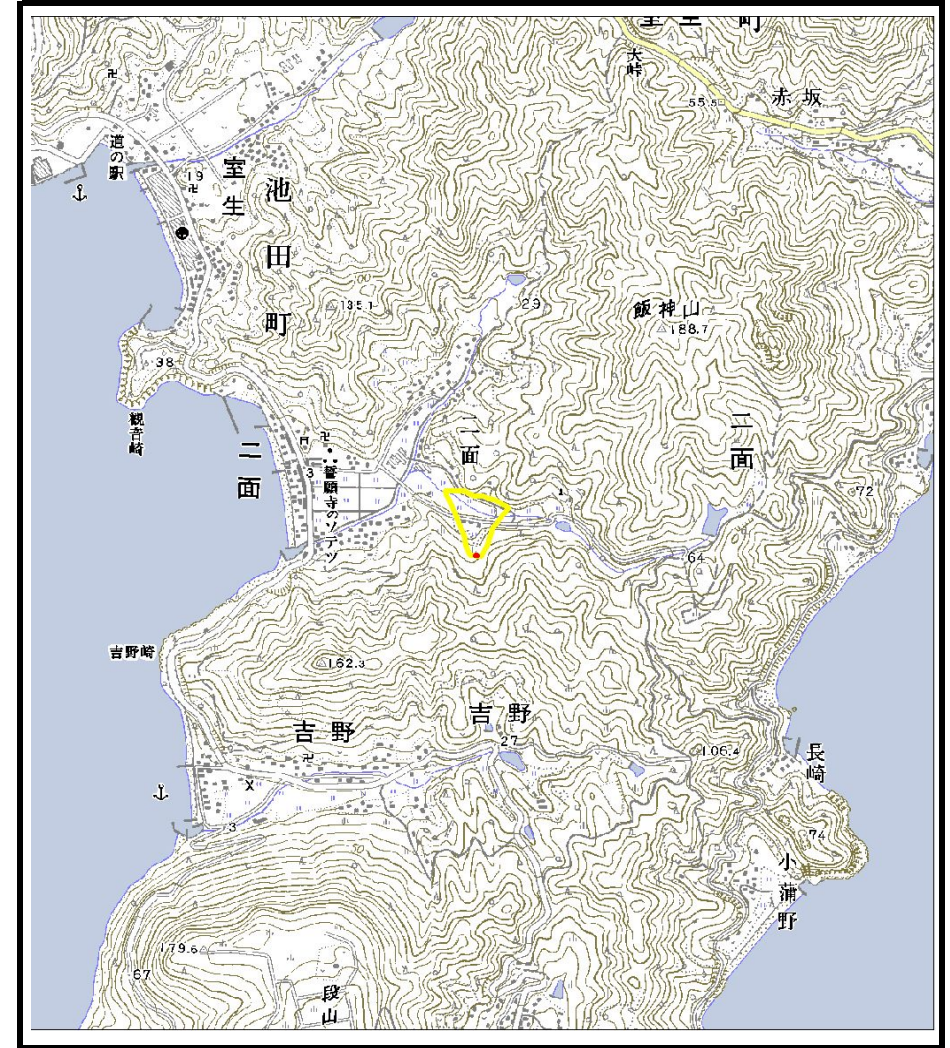 室生町
大峠
55.5
赤坂
道の駅
19
室生
池田町
135.1
29
飯神山
188.7
38
観音崎
二面
二面
二面
3
誓願寺のソテツ
72
64
吉野崎
162.3
吉野
吉野
27
106.4
長崎
X
3
74
小蒲野
179.6
67
段山